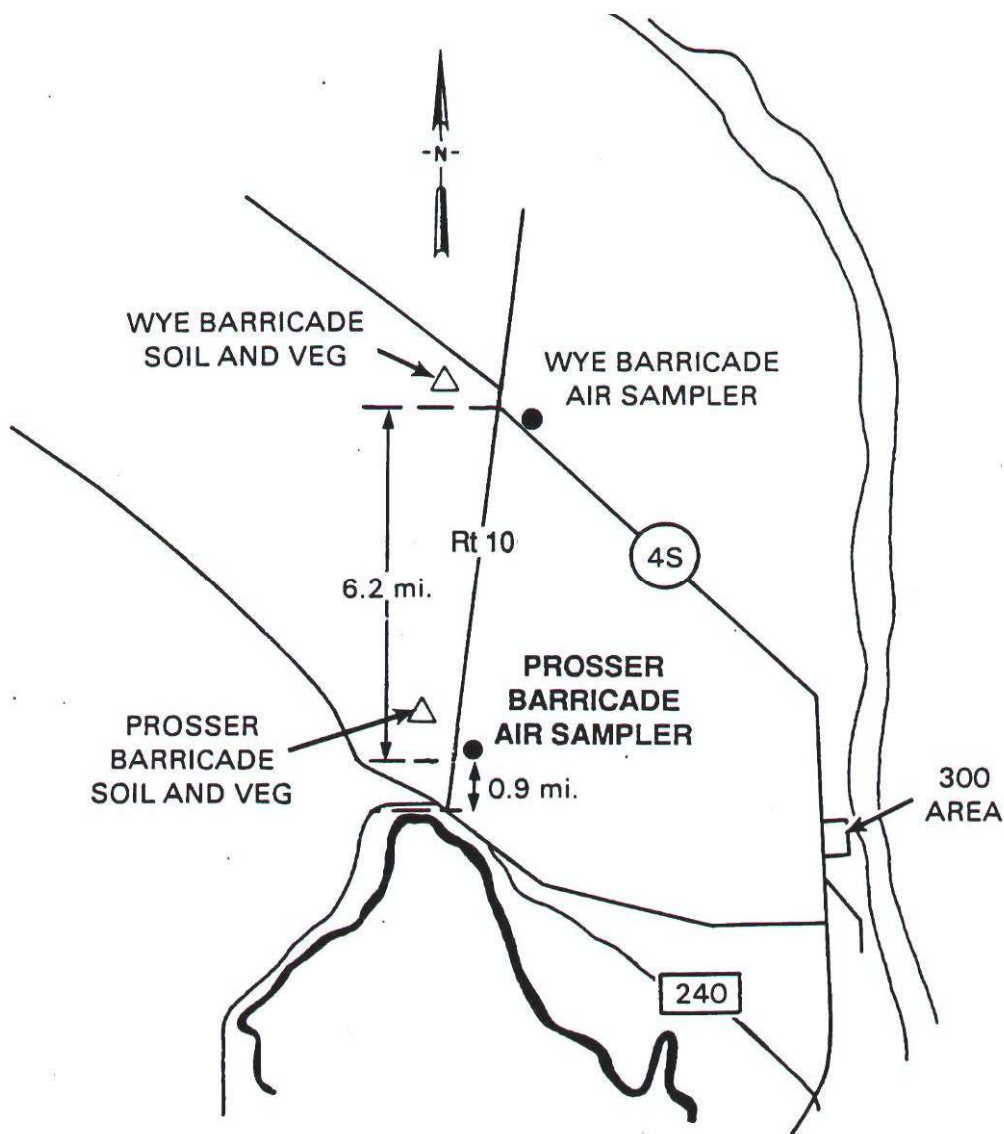 -N-
WYE BARRICADE
SOIL AND VEG
WYE BARRICADE
AIR SAMPLER
Rt 10
4S
6.2 mi.
PROSSER
BARRICADE
AIR SAMPLER
PROSSER
BARRICADE
SOIL AND VEG
0.9 mi.
300
AREA
240